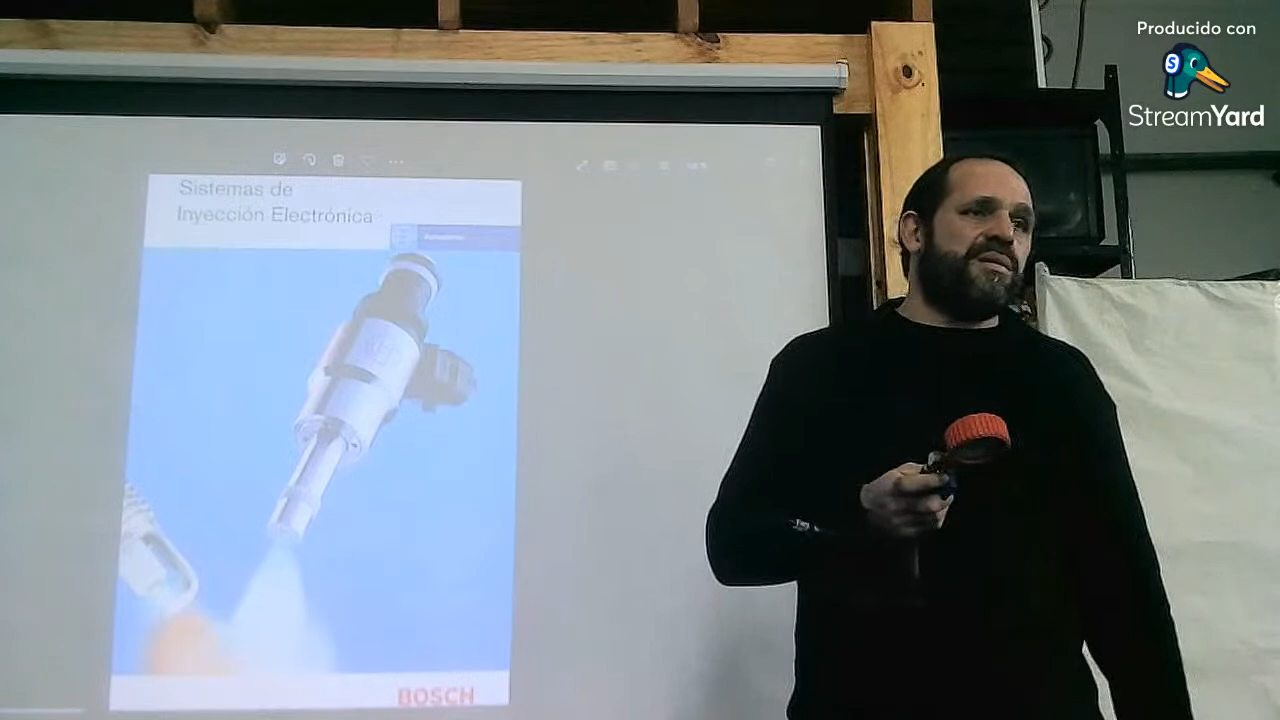 Producido con
StreamYard
Sistemas de
Inyección Electrónica
BOSCH